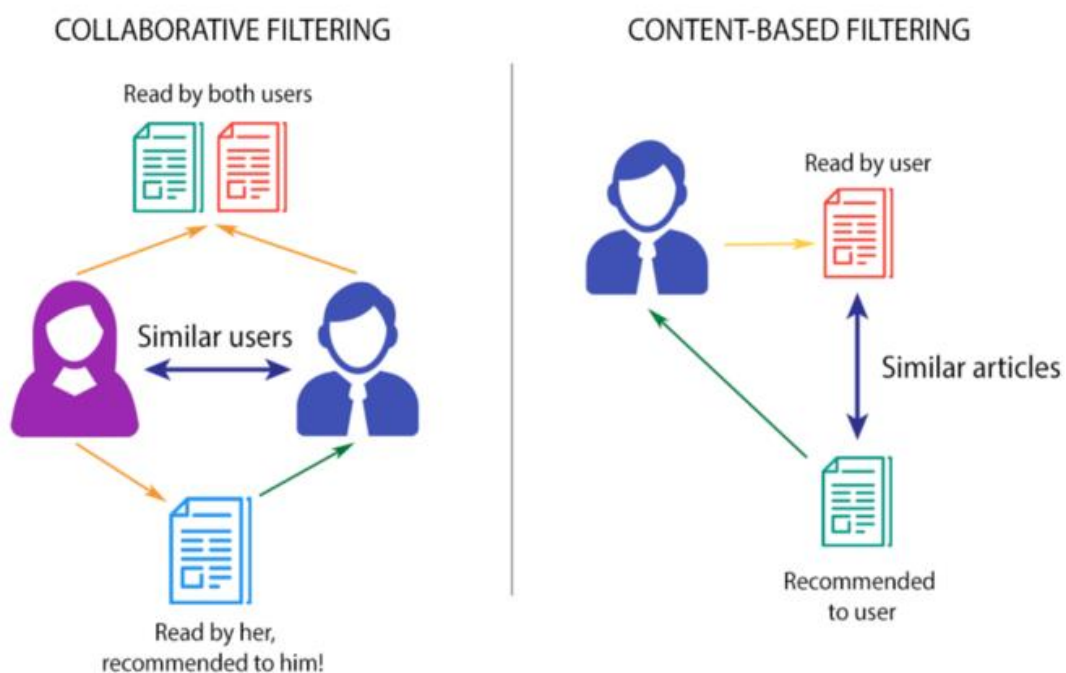 COLLABORATIVE FILTERING
Read by both users
Similar users
Read by her,
recommended to him!
CONTENT-BASED FILTERING
Read by user
Similar articles
Recommended
to user